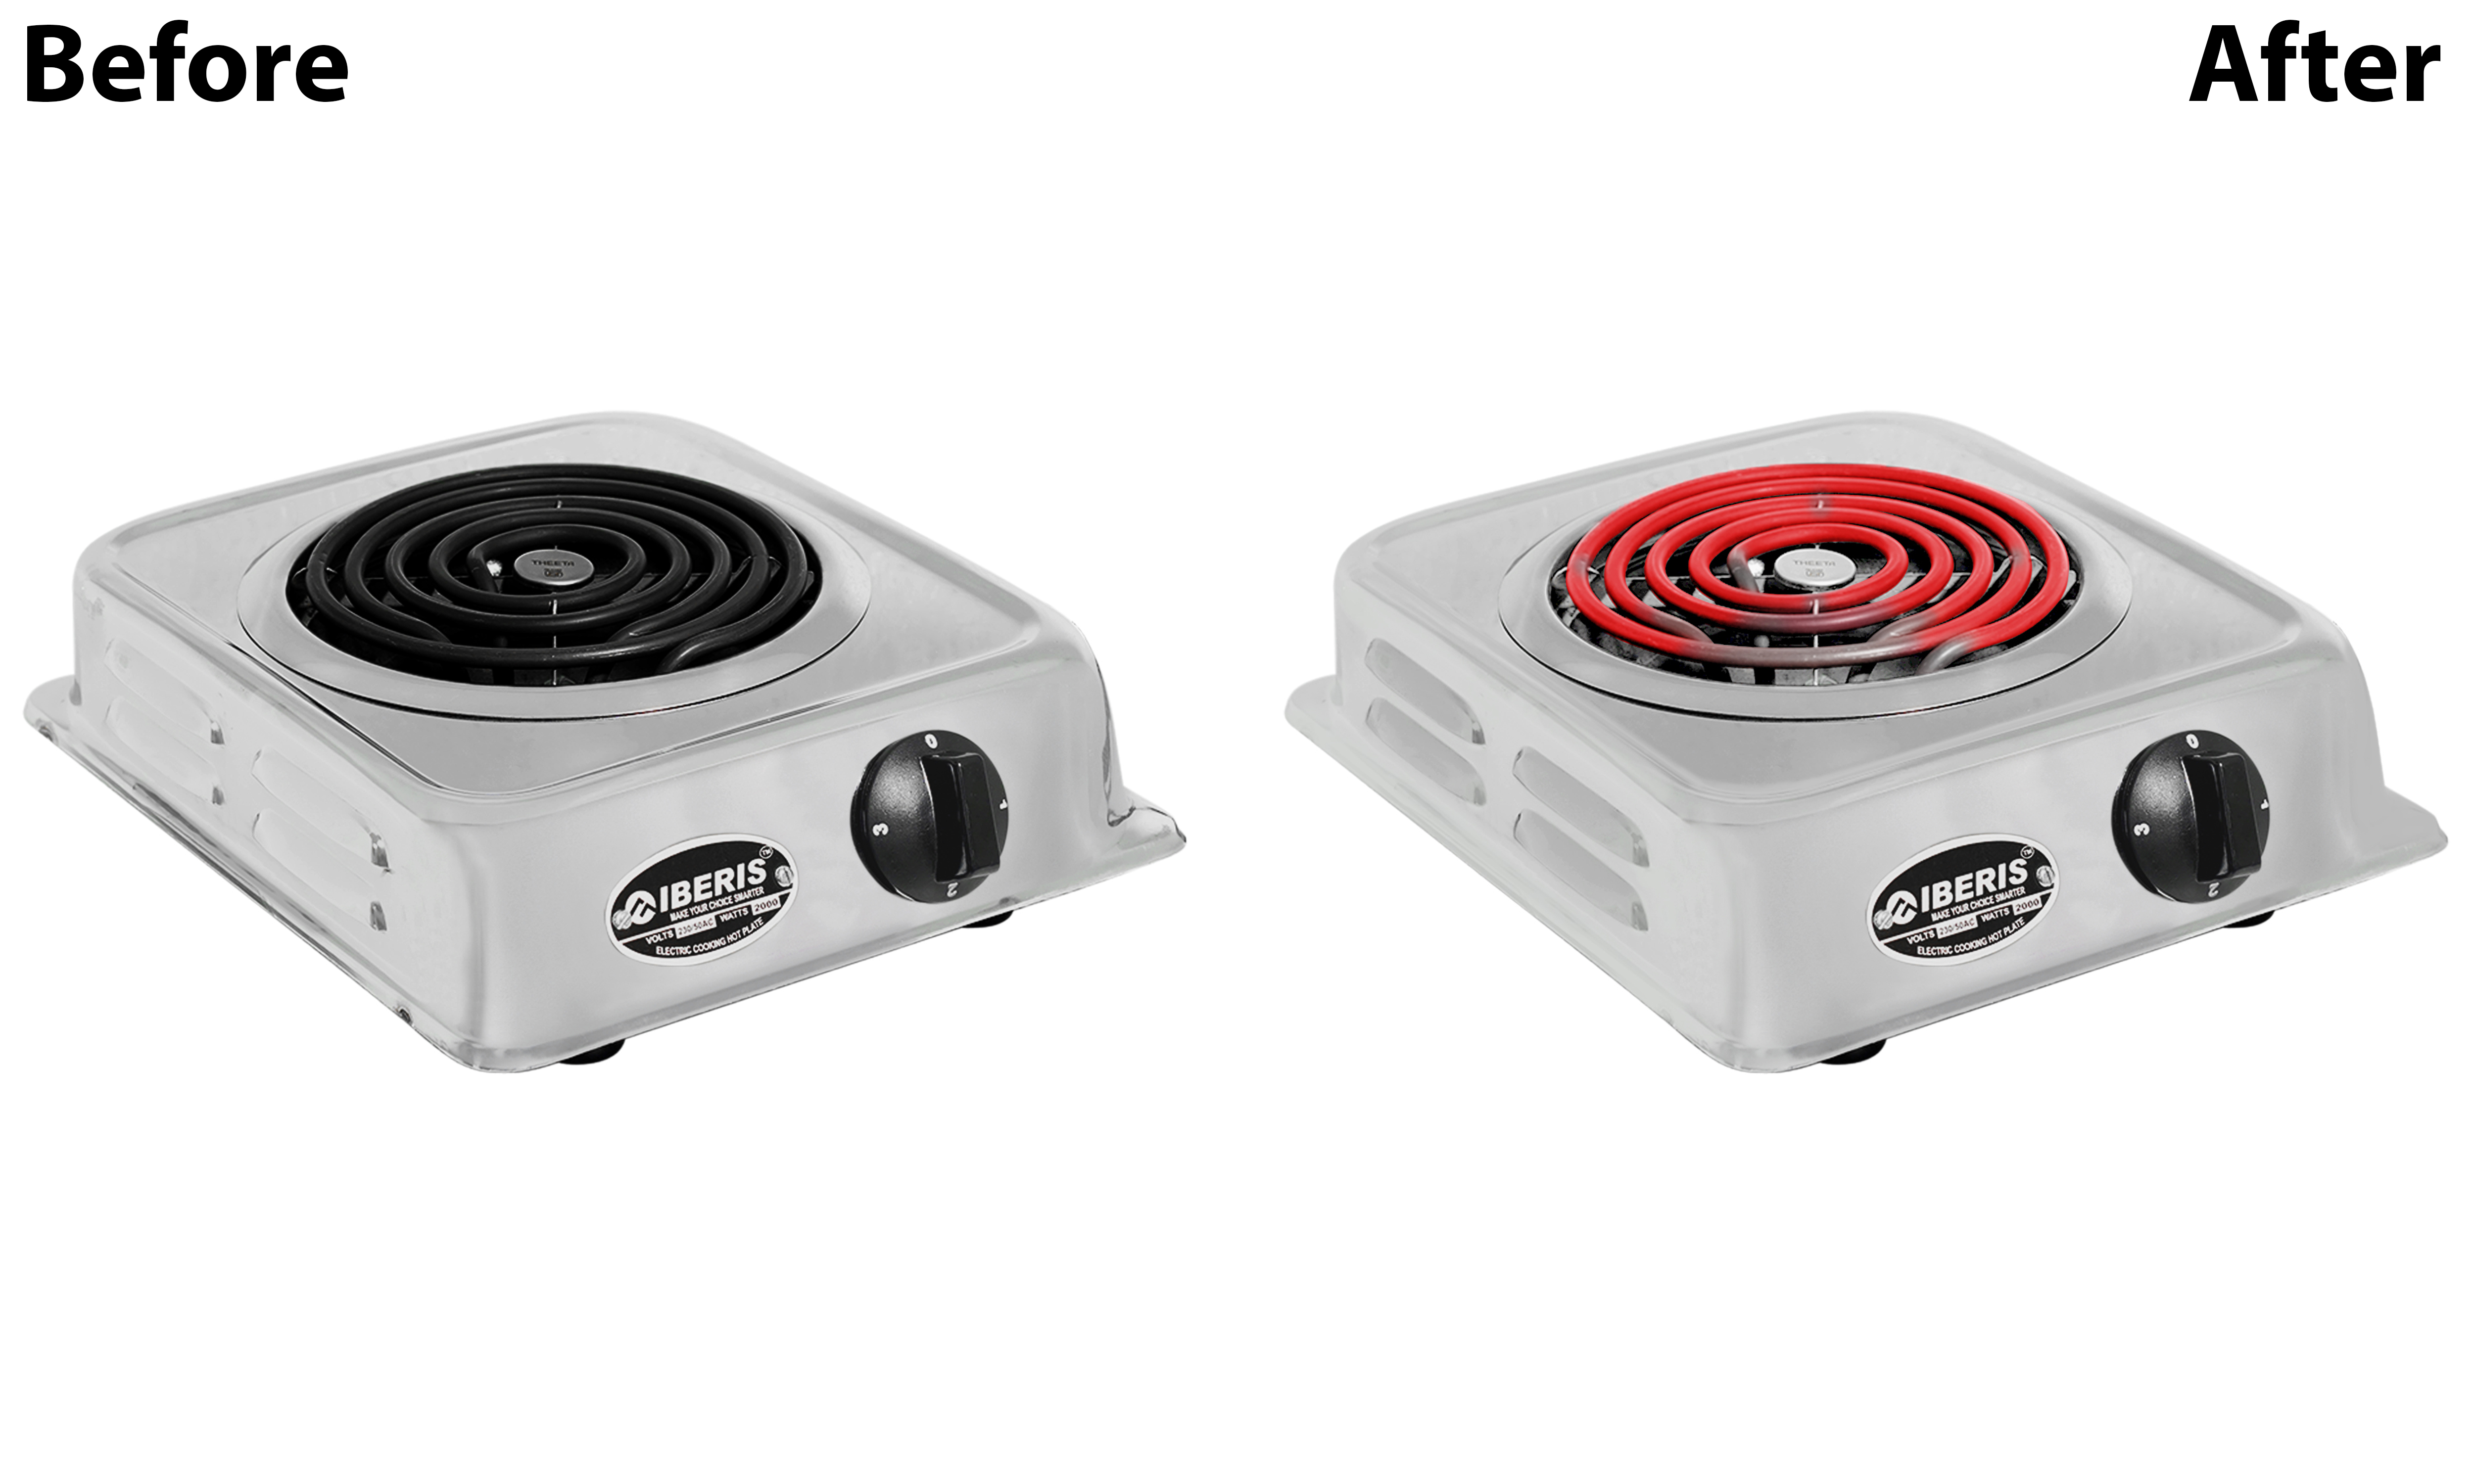 Before
After
THEETA
0
1
2
3
IBERIS™
MAKE YOUR CHOICE SMARTER
VOLTS 230/50AC WATTS 2000
ELECTRIC COOKING HOT PLATE
THEETA
0
1
2
3
IBERIS™
MAKE YOUR CHOICE SMARTER
VOLTS 230/50AC WATTS 2000
ELECTRIC COOKING HOT PLATE